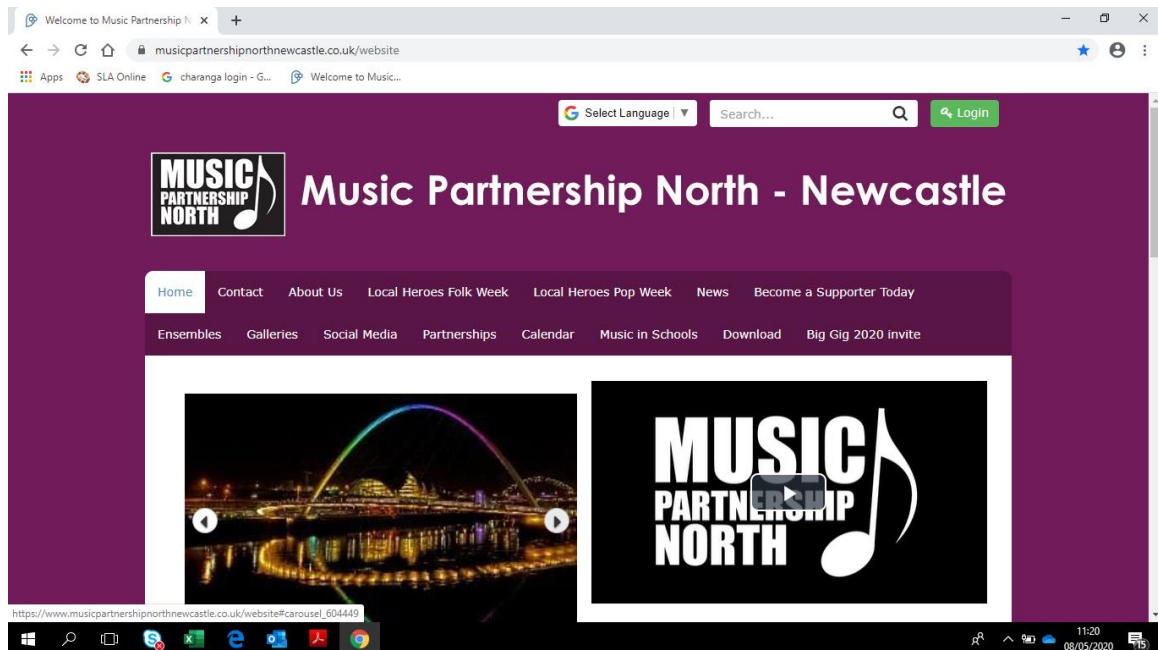 Welcome to Music Partnership N
musicpartnershipnorthnewcastle.co.uk/website
Apps SLA Online charanga login - G... Welcome to Music...
Select Language ▼ Search... Login
MUSIC
PARTNERSHIP
NORTH
Music Partnership North - Newcastle
Home Contact About Us Local Heroes Folk Week Local Heroes Pop Week News Become a Supporter Today
Ensembles Galleries Social Media Partnerships Calendar Music in Schools Download Big Gig 2020 invite
MUSIC
PARTNERSHIP
NORTH
https://www.musicpartnershipnorthnewcastle.co.uk/website#carousel_604449
11:20
08/05/2020
15